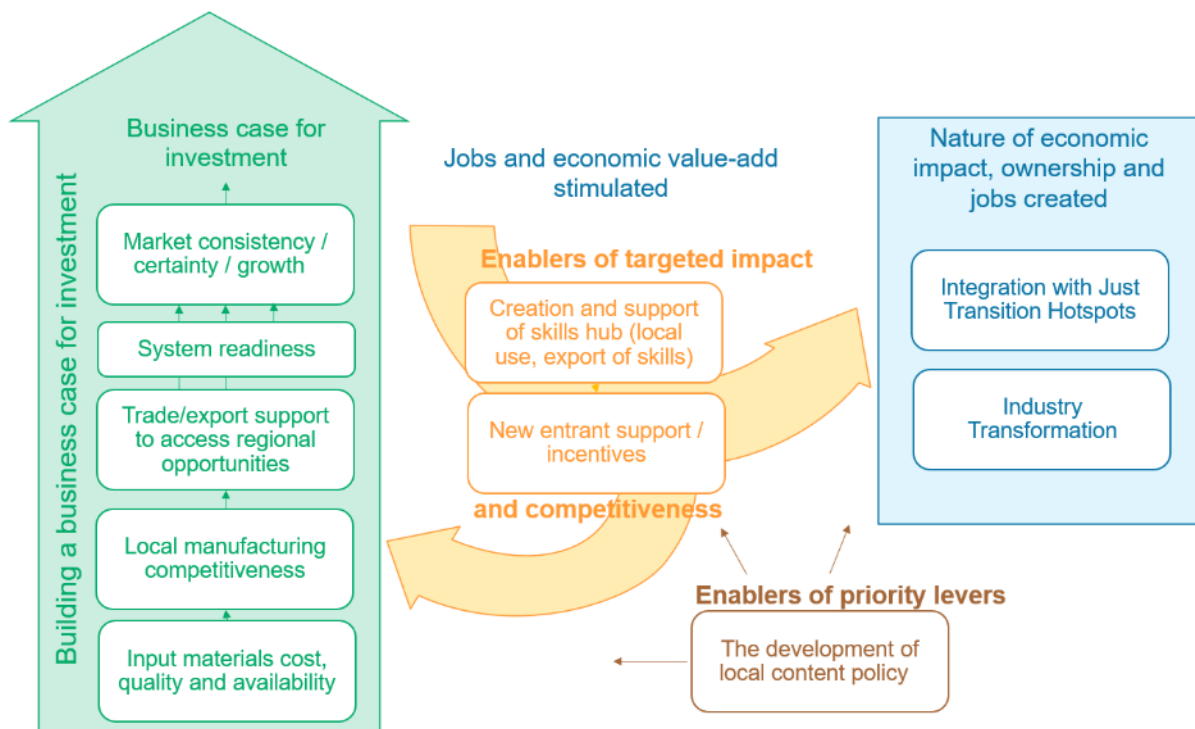 Building a business case for investment
Business case for
investment
Market consistency /
certainty / growth
System readiness
Trade/export support
to access regional
opportunities
Local manufacturing
competitiveness
Input materials cost,
quality and availability
Jobs and economic value-add
stimulated
Enablers of targeted impact
Creation and support
of skills hub (local
use, export of skills)
New entrant support /
incentives
and competitiveness
Nature of economic
impact, ownership and
jobs created
Integration with Just
Transition Hotspots
Industry
Transformation
Enablers of priority levers
The development of
local content policy